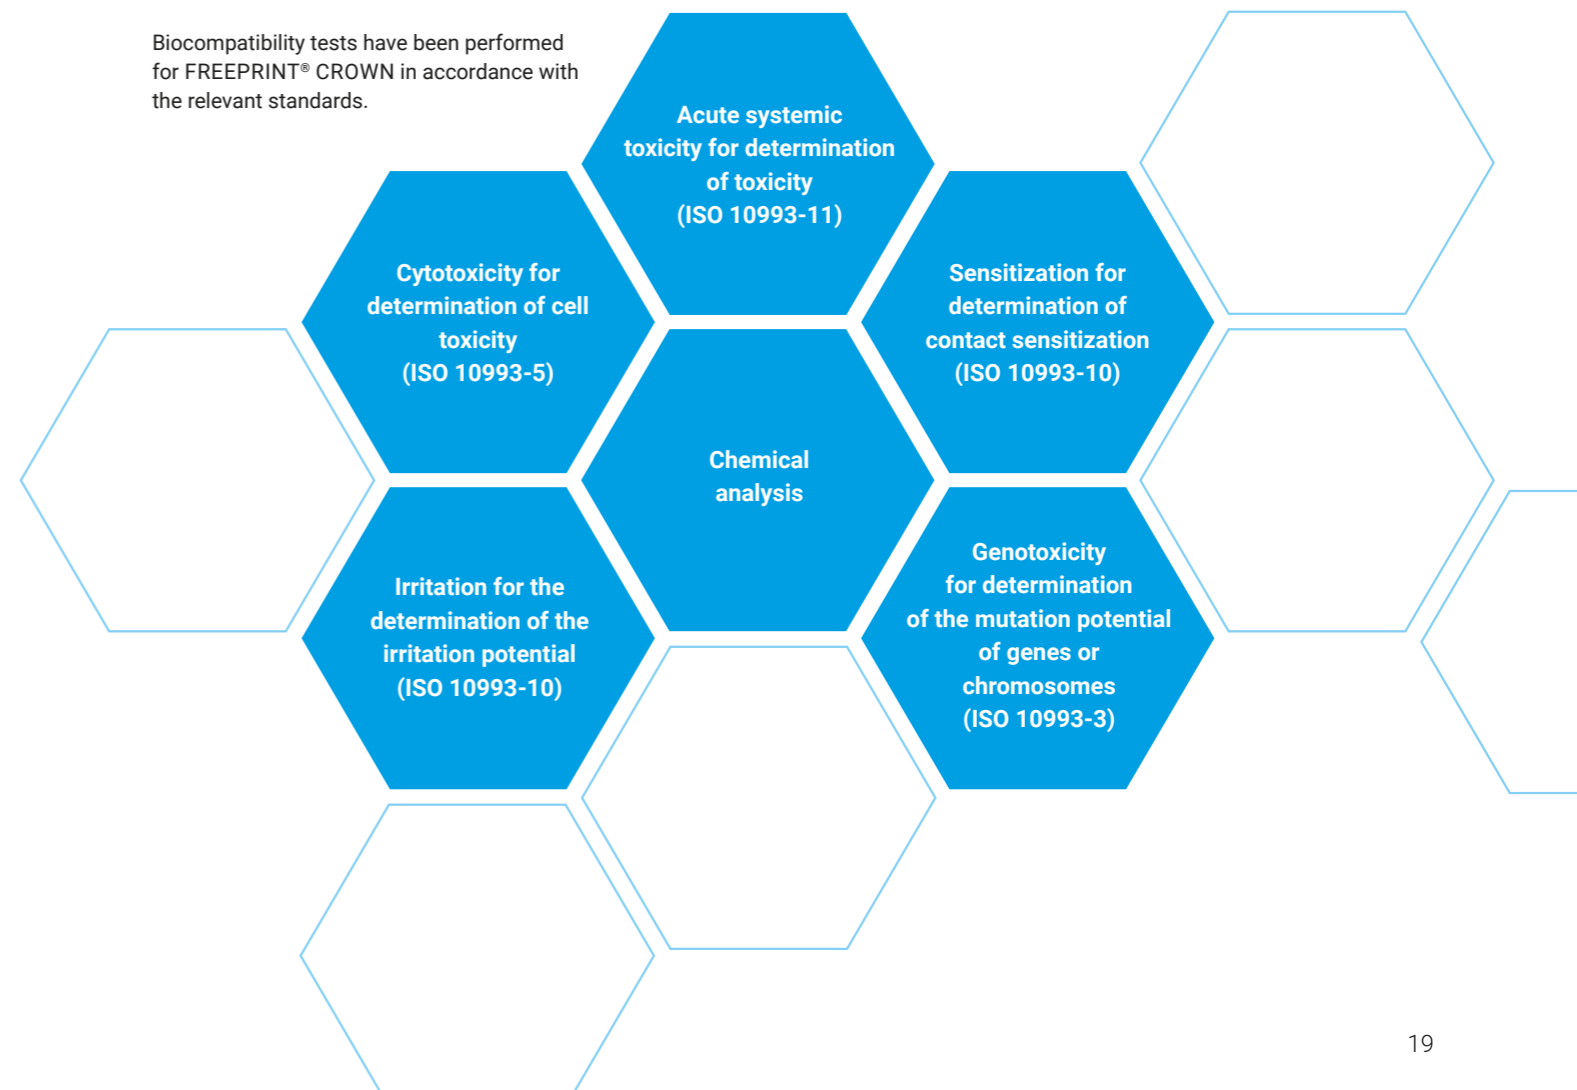 Biocompatibility tests have been performed
for FREEPRINT® CROWN in accordance with
the relevant standards.
Acute systemic
toxicity for determination
of toxicity
(ISO 10993-11)
Cytotoxicity for
determination of cell
toxicity
(ISO 10993-5)
Sensitization for
determination of
contact sensitization
(ISO 10993-10)
Chemical
analysis
Irritation for the
determination of the
irritation potential
(ISO 10993-10)
Genotoxicity
for determination
of the mutation potential
of genes or
chromosomes
(ISO 10993-3)
19